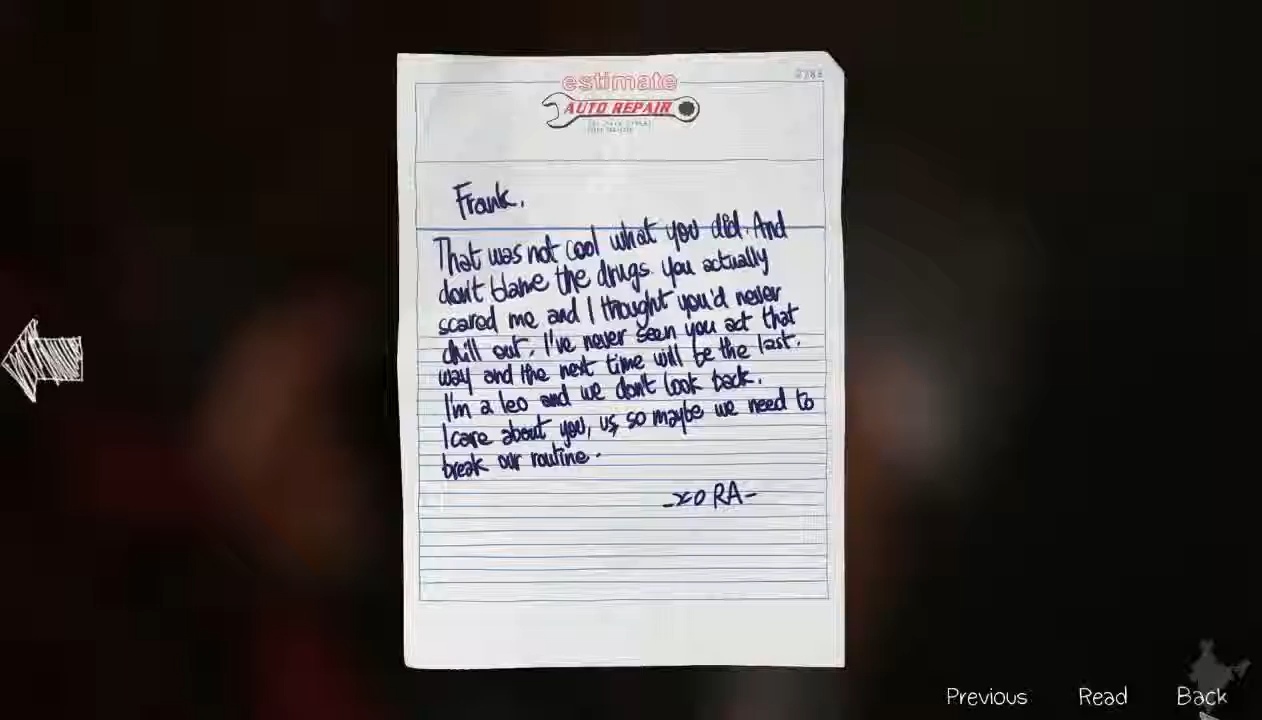 estimate
AUTO REPAIR
Frank,
That was not cool what you did. And
don't blame the drugs. You actually
scared me and I thought you'd never
chill out. I've never seen you act that
way and the next time will be the last.
I'm a leo and we don't look back.
I care about you, us, so maybe we need to
break our routine.
-xo RA-
Previous Read Back